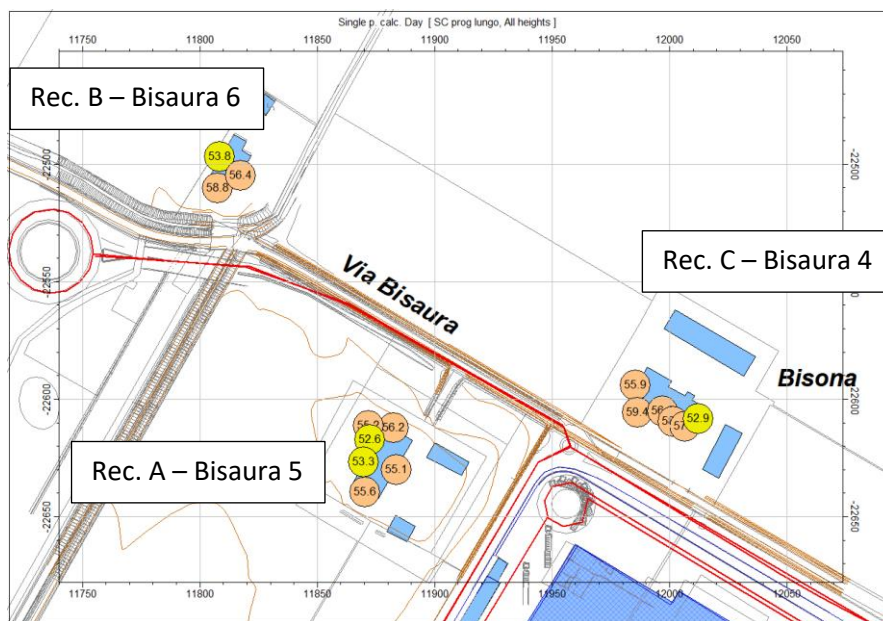 Single p. calc. Day [ SC prog lungo, All heights ]
11750 11800 11850 11900 11950 12000 12050
Rec. B – Bisaura 6
53.8
56.4
58.8
-22500 -22500
Rec. C – Bisaura 4
Via Bisaura
Bisona
55.9
59.4 52.9
-22600 -22600
56.2
52.6
53.3
55.1
55.6
Rec. A – Bisaura 5
-22650 -22650
11750 11800 11850 11900 11950 12000 12050